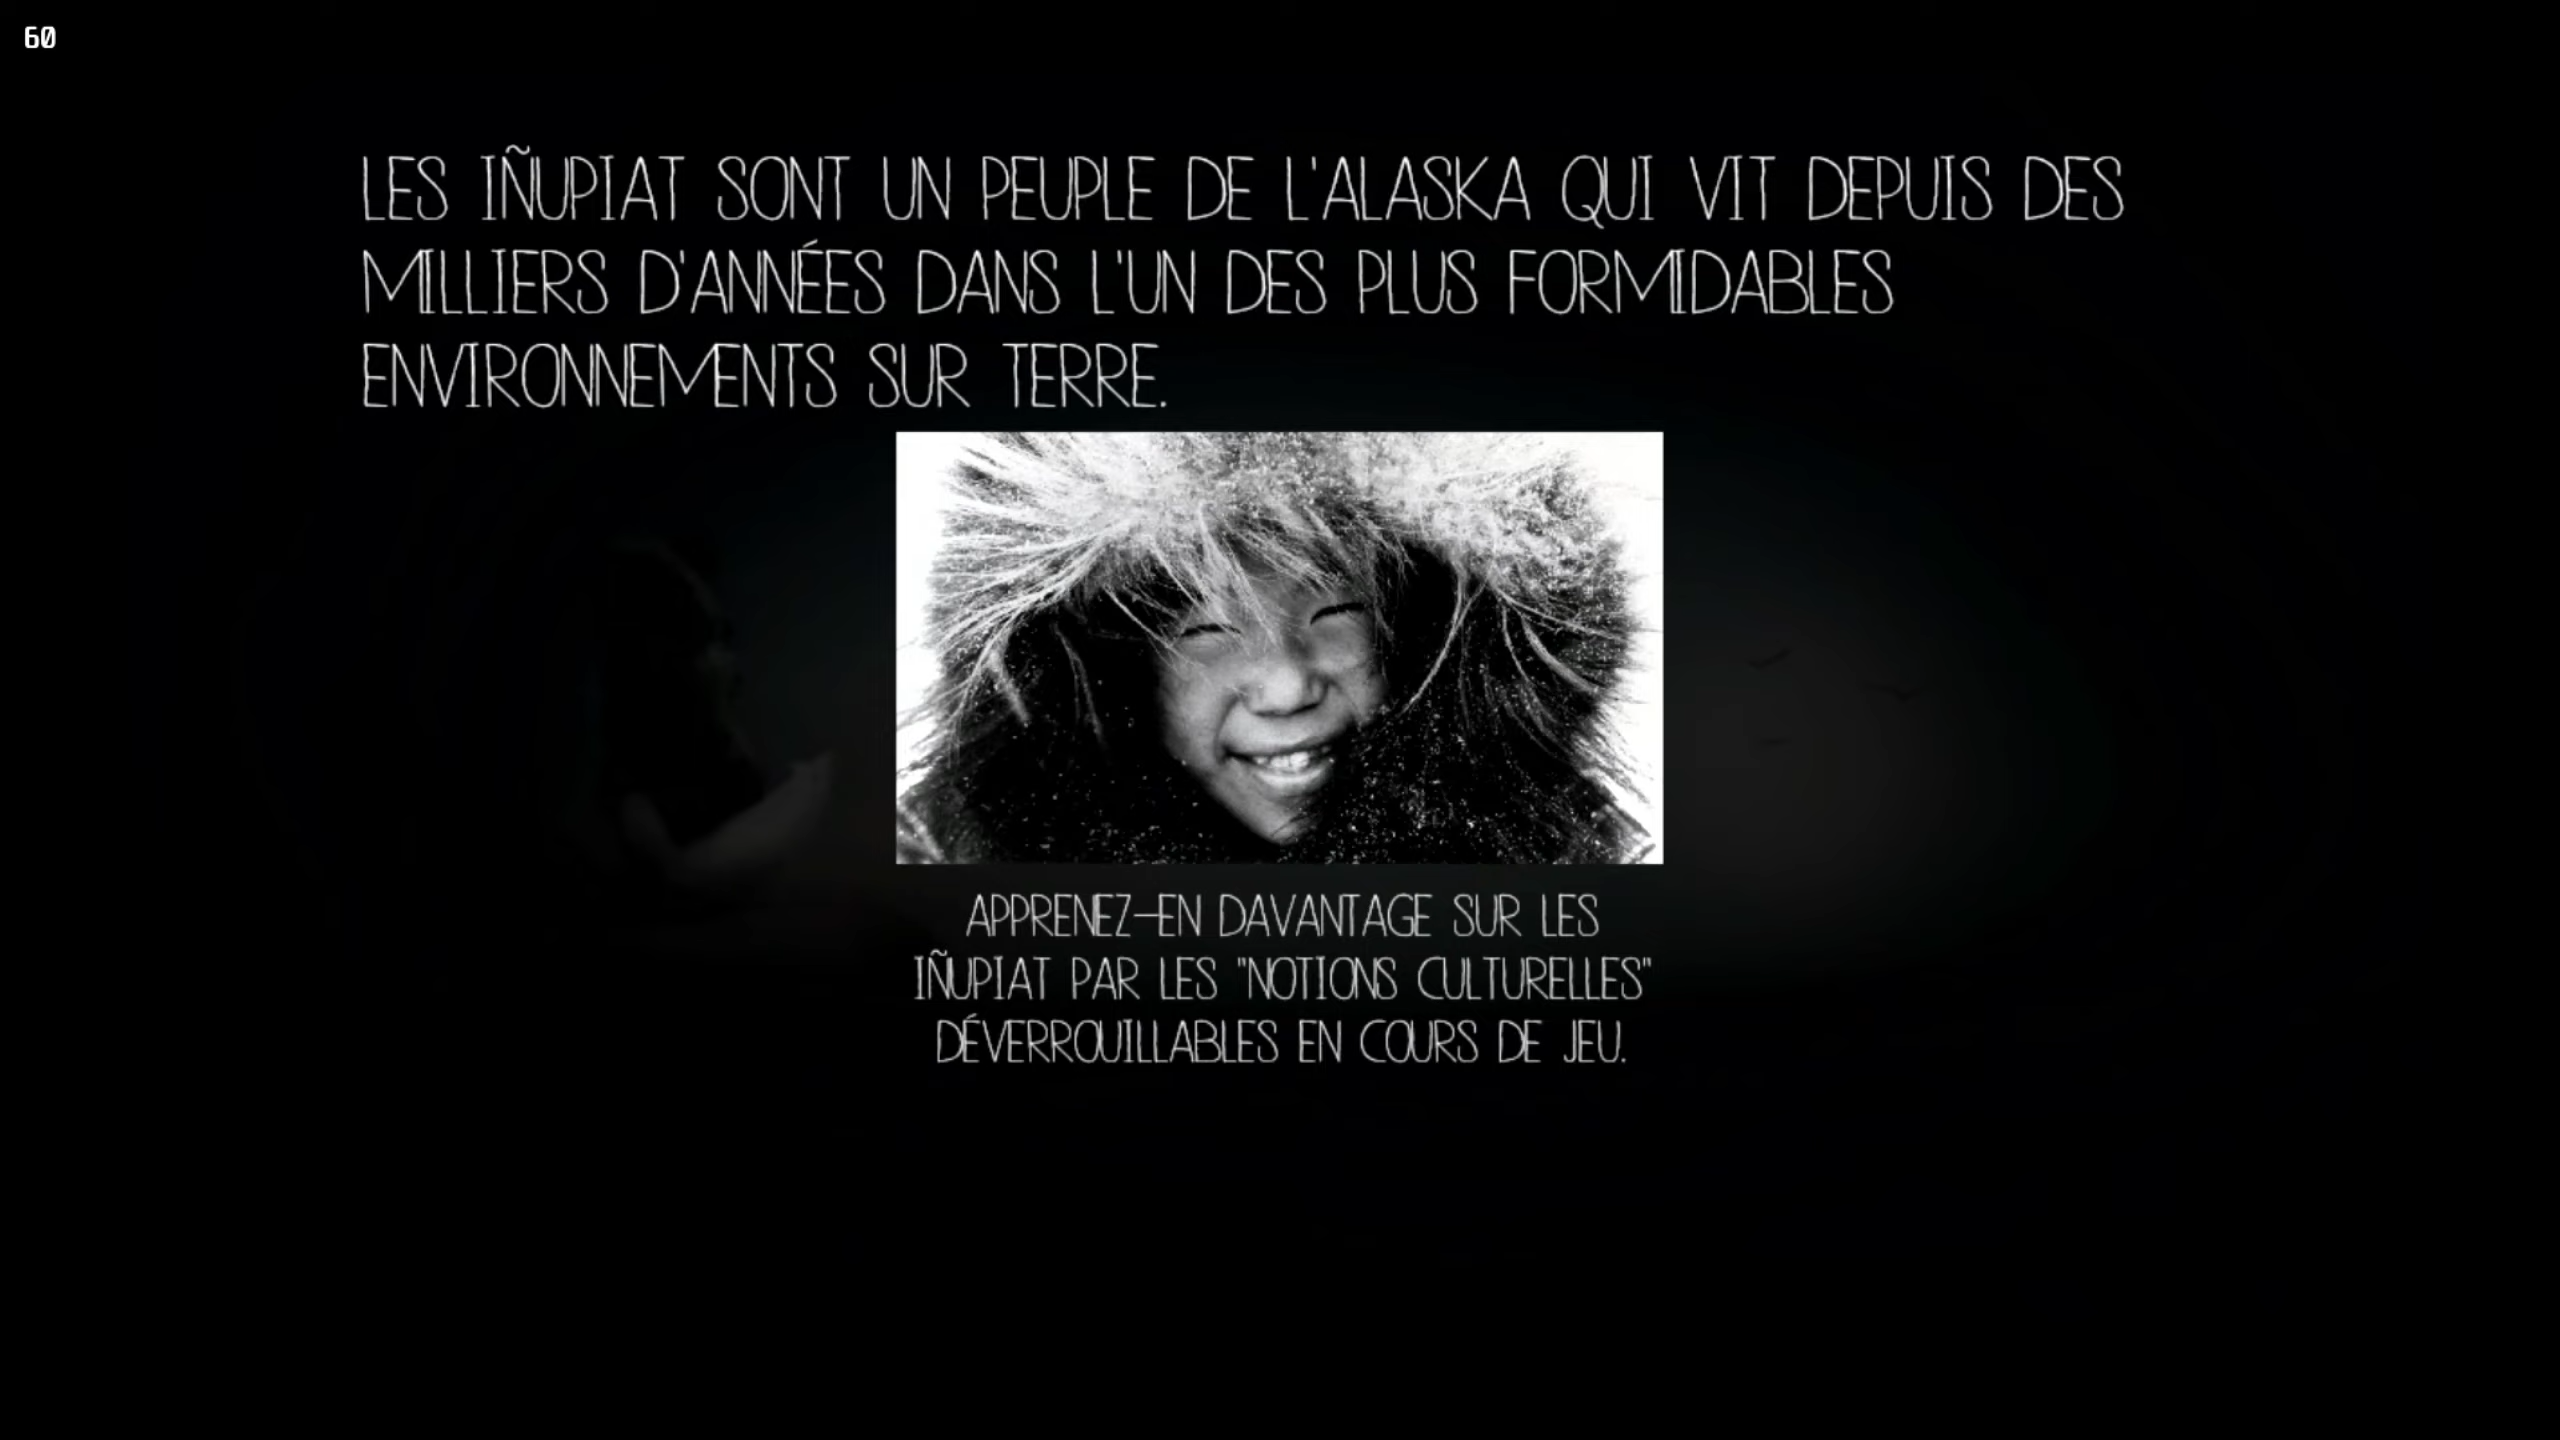 60
LES IÑUPIAT SONT UN PEUPLE DE L'ALASKA QUI VIT DEPUIS DES
MILLIERS D'ANNÉES DANS L'UN DES PLUS FORMIDABLES
ENVIRONNEMENTS SUR TERRE.
APPRENEZ-EN DAVANTAGE SUR LES
IÑUPIAT PAR LES "NOTIONS CULTURELLES"
DÉVERROUILLABLES EN COURS DE JEU.